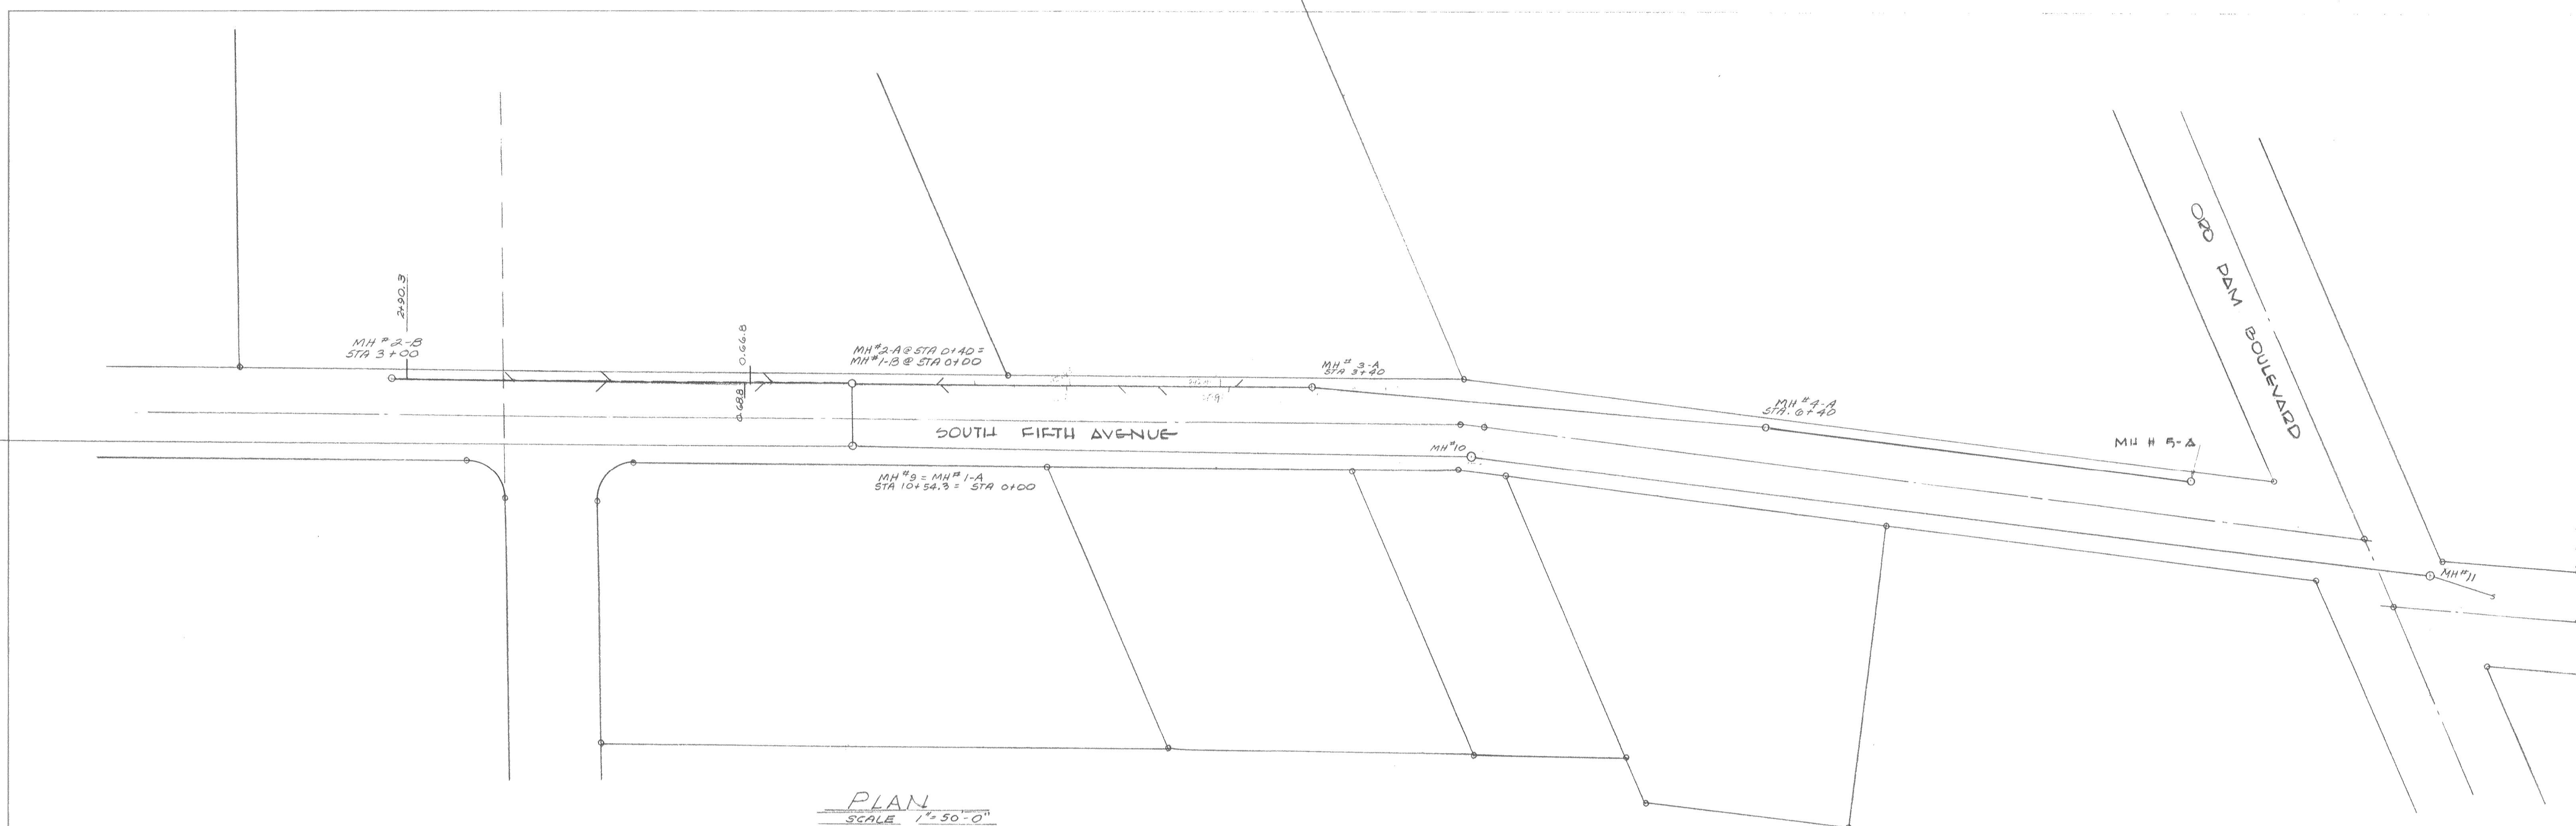 2+90.3
MH # 2-B
STA 3+00
0.66.8
0.68.8
MH #2-A @ STA 0+40 =
MH #1-B @ STA 0+00
MH # 3-A
STA 3+40
MH #4-A
STA. 6+40
MH # 5-A
ORO DAM BOULEVARD
SOUTH FIFTH AVENUE
MH #10
MH #9 = MH # 1-A
STA 10+54.3 = STA 0+00
MH #11
PLAN
SCALE 1" = 50'-0"